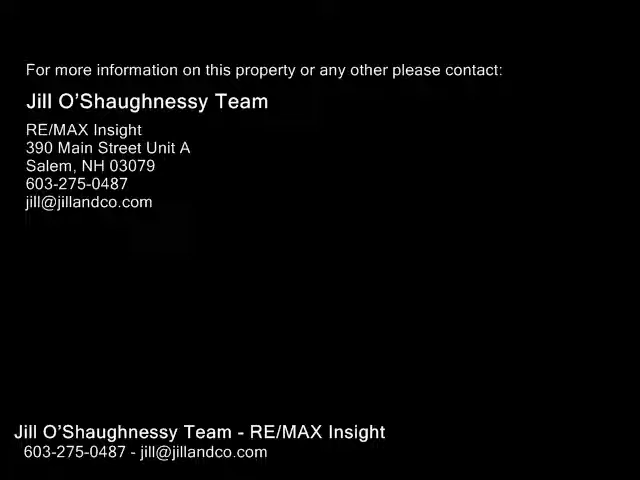 For more information on this property or any other please contact:
Jill O’Shaughnessy Team
RE/MAX Insight
390 Main Street Unit A
Salem, NH 03079
603-275-0487
jill@jillandco.com
Jill O’Shaughnessy Team - RE/MAX Insight
603-275-0487 - jill@jillandco.com